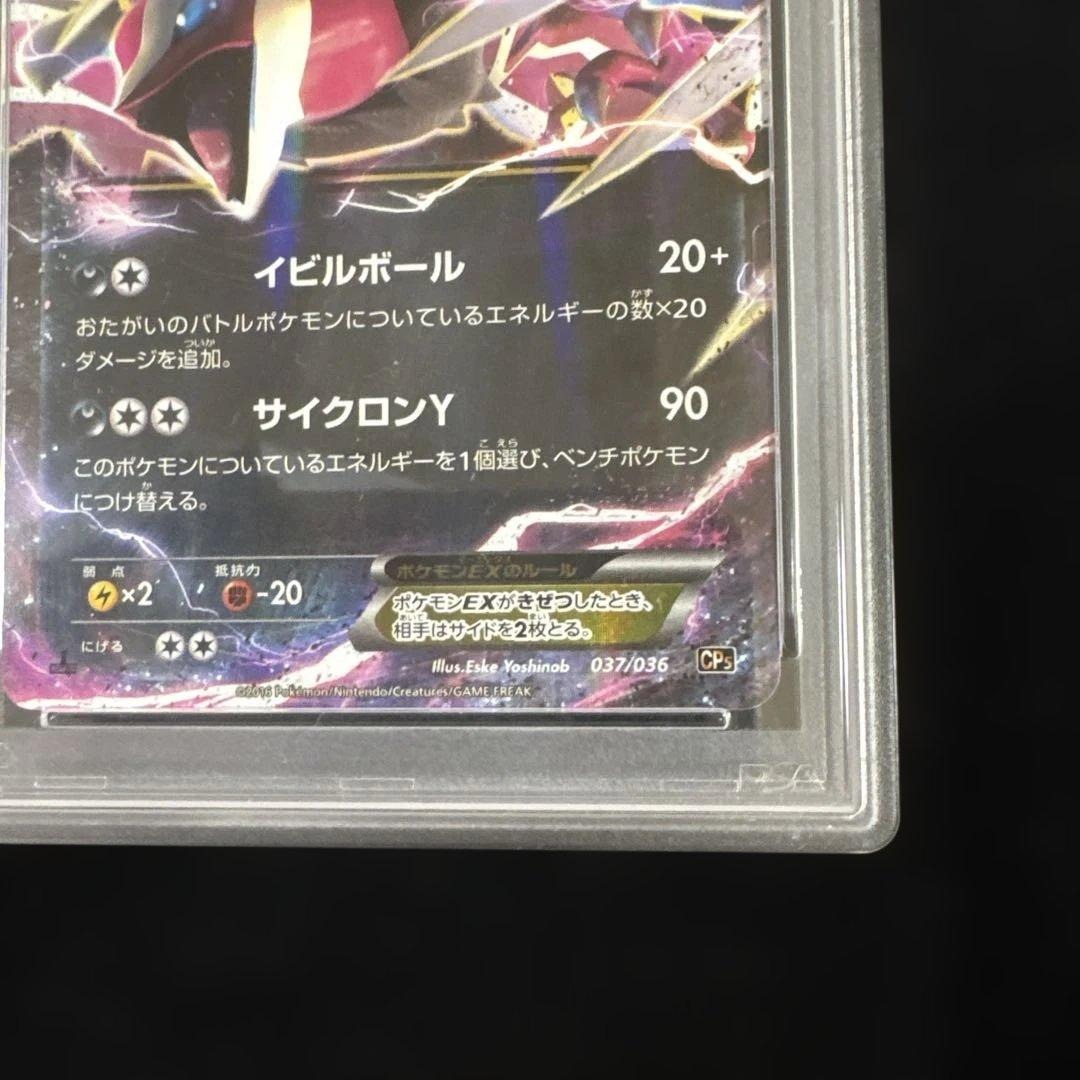 イビルボール 20+
おたがいのバトルポケモンについているエネルギーの数×20
ダメージを追加。
サイクロンY 90
このポケモンについているエネルギーを1個選び、ベンチポケモン
につけ替える。
弱点 ×2 抵抗力 -20
ポケモンEXのルール
ポケモンEXがきぜつしたとき、
相手はサイドを2枚とる。
にげる
Illus.Eske Yoshinob 037/036 CP5
©2016 Pokémon/Nintendo/Creatures/GAME FREAK
PSA